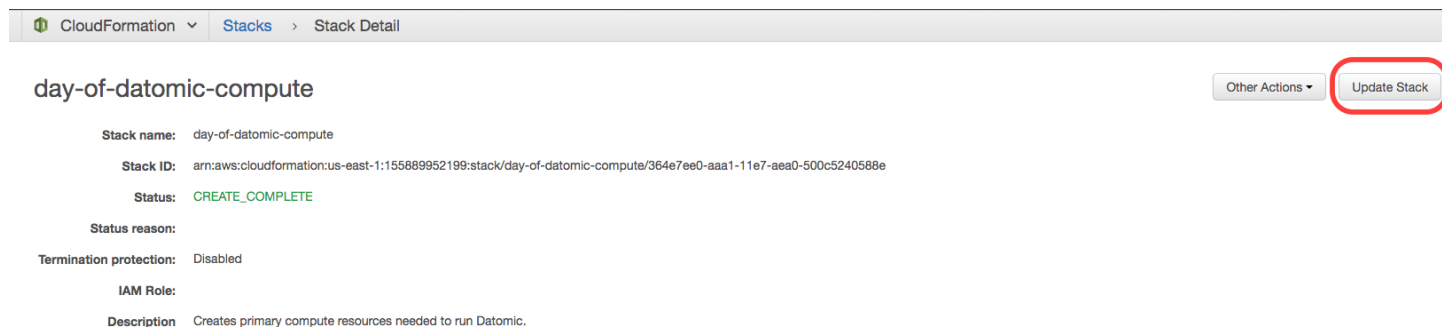 CloudFormation Stacks > Stack Detail
day-of-datomic-compute Other Actions Update Stack
Stack name: day-of-datomic-compute
Stack ID: arn:aws:cloudformation:us-east-1:155889952199:stack/day-of-datomic-compute/364e7ee0-aaa1-11e7-aea0-500c5240588e
Status: CREATE_COMPLETE
Status reason:
Termination protection: Disabled
IAM Role:
Description Creates primary compute resources needed to run Datomic.